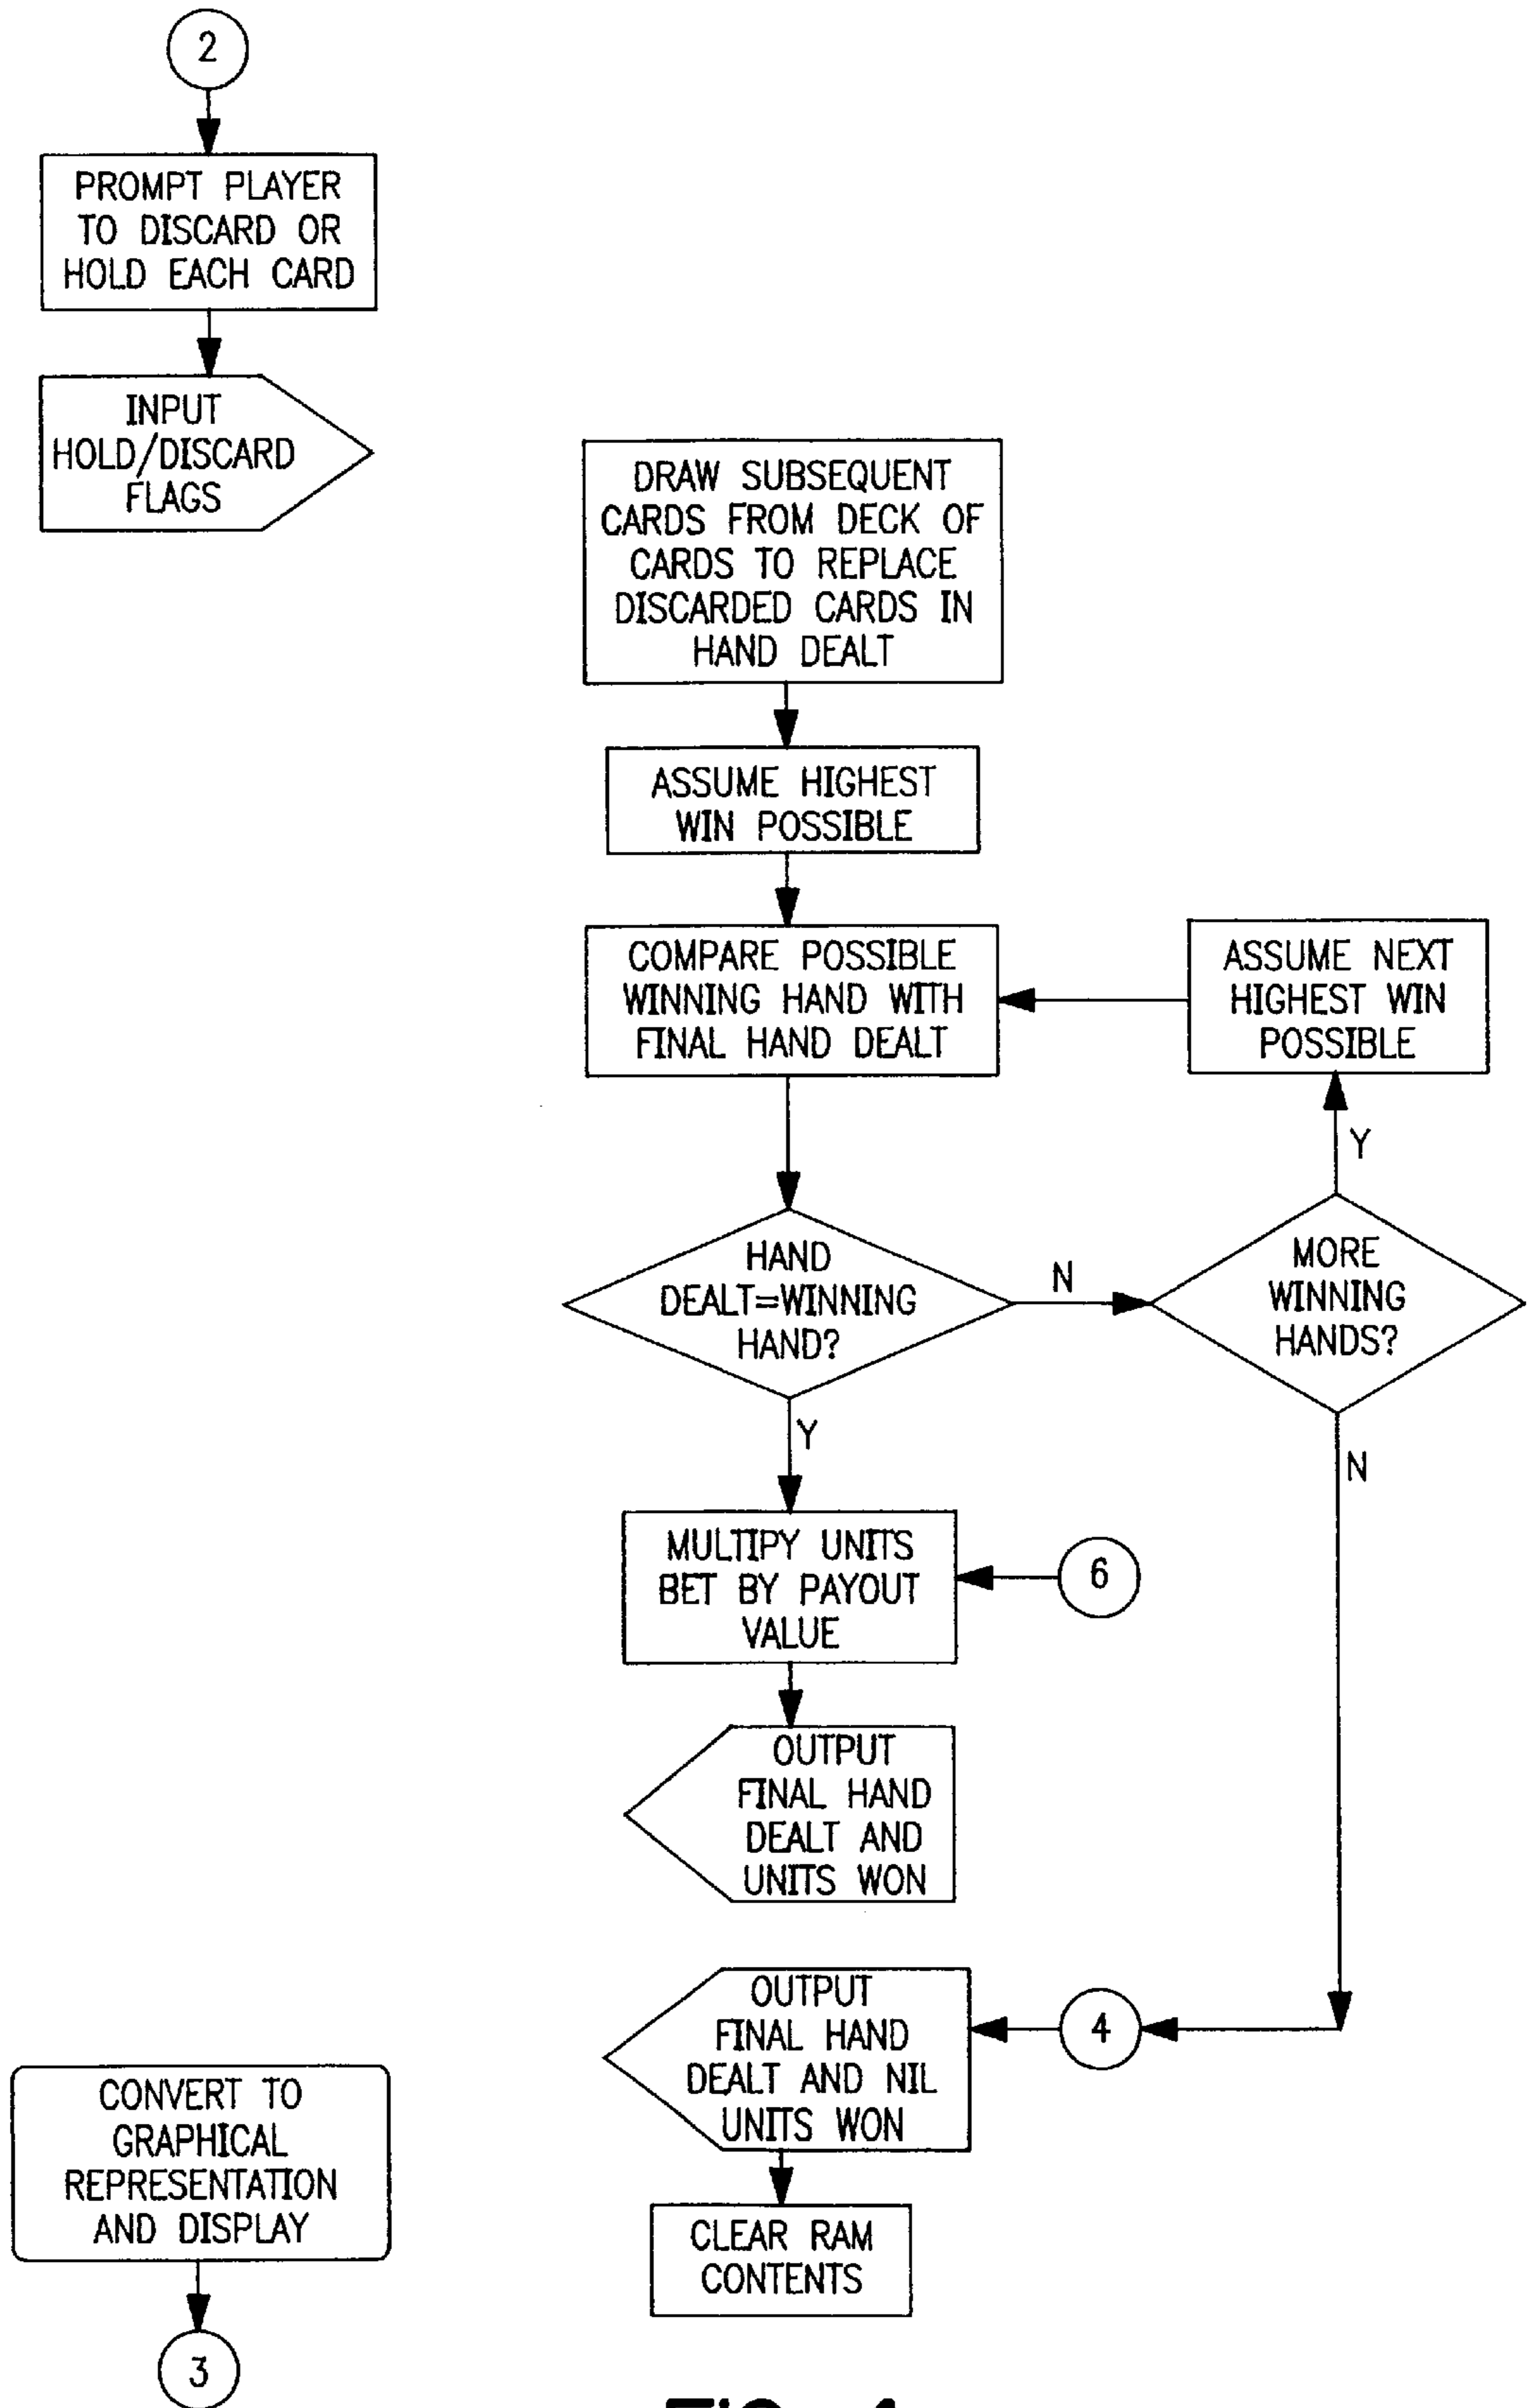 2
PROMPT PLAYER
TO DISCARD OR
HOLD EACH CARD
INPUT
HOLD/DISCARD
FLAGS
DRAW SUBSEQUENT
CARDS FROM DECK OF
CARDS TO REPLACE
DISCARDED CARDS IN
HAND DEALT
ASSUME HIGHEST
WIN POSSIBLE
COMPARE POSSIBLE
WINNING HAND WITH
FINAL HAND DEALT
ASSUME NEXT
HIGHEST WIN
POSSIBLE
Y
HAND
DEALT=WINNING
HAND?
N
MORE
WINNING
HANDS?
Y
N
MULTIPY UNITS
BET BY PAYOUT
VALUE
6
OUTPUT
FINAL HAND
DEALT AND
UNITS WON
OUTPUT
FINAL HAND
DEALT AND NIL
UNITS WON
4
CONVERT TO
GRAPHICAL
REPRESENTATION
AND DISPLAY
CLEAR RAM
CONTENTS
3